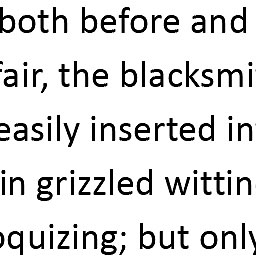 both before and
fair, the blacksmi
easily inserted in
in grizzled wittin
oquizing; but only